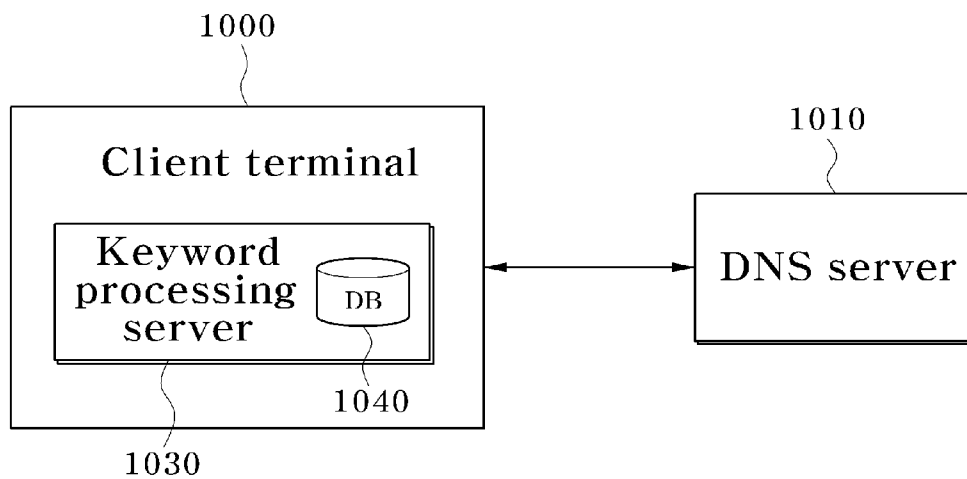 1000
Client terminal
Keyword
processing
server
DB
1040
1030
1010
DNS server